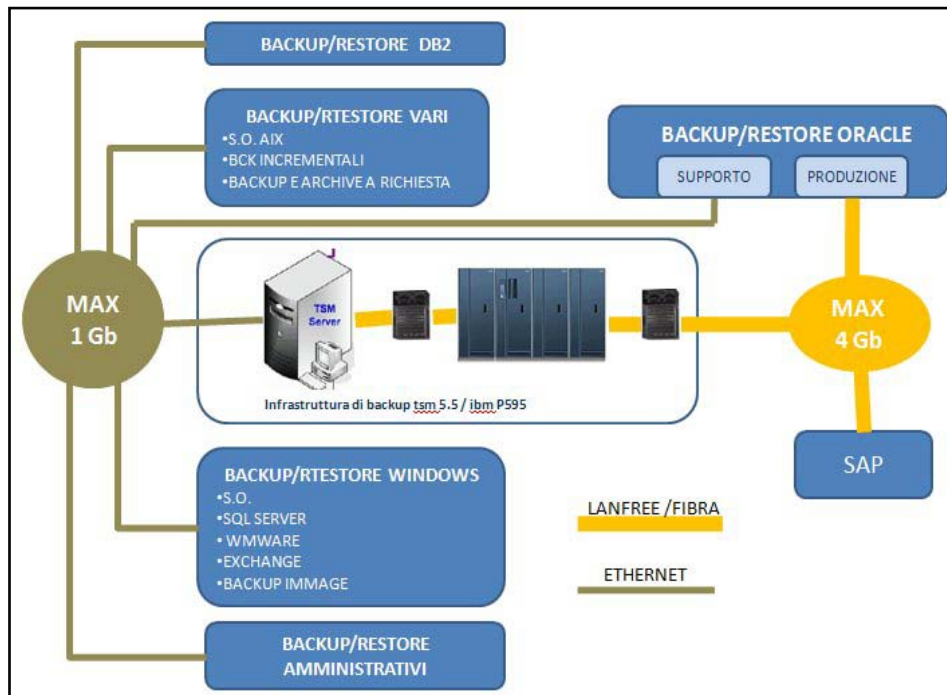 BACKUP/RESTORE DB2
BACKUP/RTESTORE VARI
•S.O. AIX
•BCK INCREMENTALI
•BACKUP E ARCHIVE A RICHIESTA
BACKUP/RESTORE ORACLE
SUPPORTO
PRODUZIONE
MAX
1 Gb
TSM
Server
MAX
4 Gb
Infrastruttura di backup tsm 5.5 / ibm P595
BACKUP/RTESTORE WINDOWS
•S.O.
•SQL SERVER
• WMWARE
•EXCHANGE
•BACKUP IMMAGE
SAP
LANFREE /FIBRA
ETHERNET
BACKUP/RESTORE
AMMINISTRATIVI